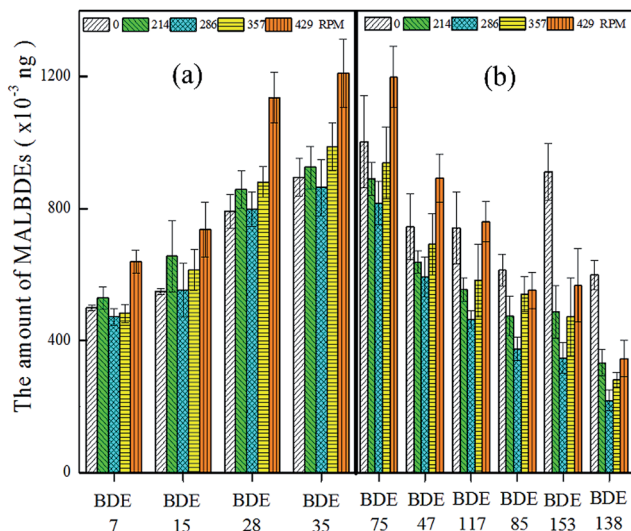 0 214 286 357 429 RPM
0 214 286 357 429 RPM
(a)
(b)
The amount of MALBDEs ( x10⁻³ ng )
1200
800
400
0
BDE BDE BDE BDE BDE BDE BDE BDE BDE BDE
7 15 28 35 75 47 117 85 153 138